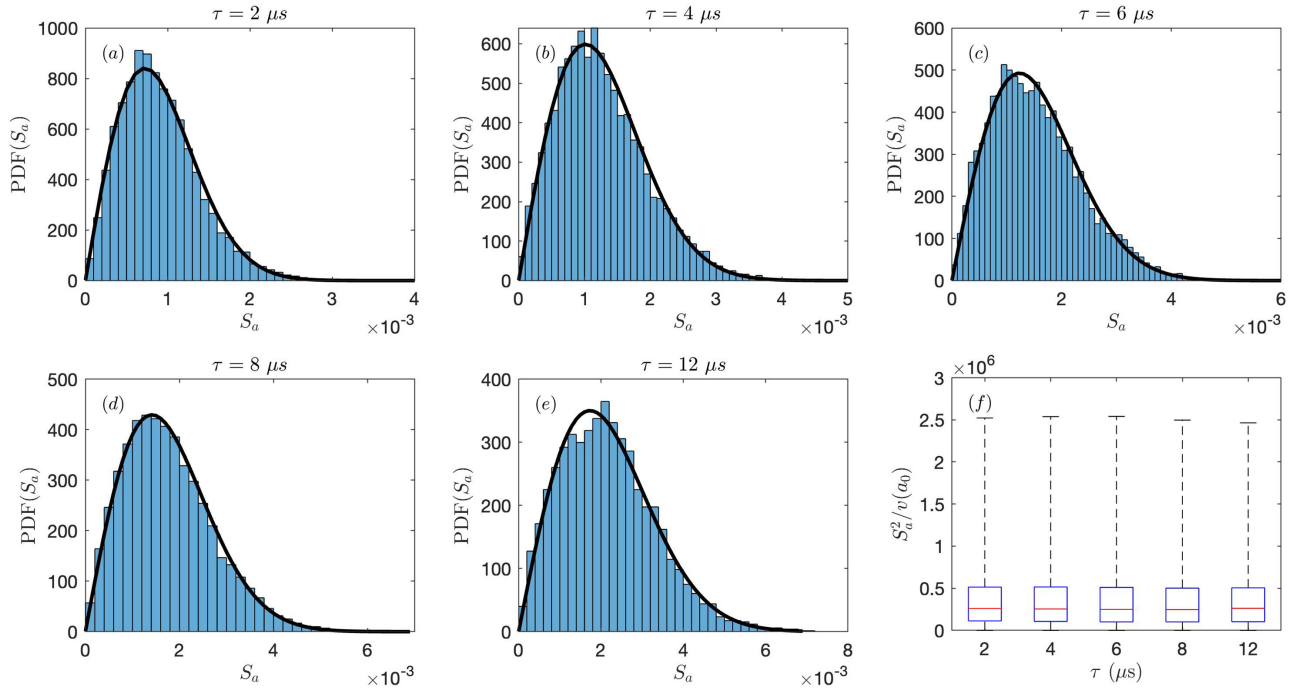 τ = 2 μs
(a)
PDF(S_a)
1000
800
600
400
200
0
0 1 2 3 4
S_a
×10⁻³
τ = 4 μs
(b)
PDF(S_a)
600
500
400
300
200
100
0
0 1 2 3 4 5
S_a
×10⁻³
τ = 6 μs
(c)
PDF(S_a)
600
500
400
300
200
100
0
0 2 4 6
S_a
×10⁻³
τ = 8 μs
(d)
PDF(S_a)
500
400
300
200
100
0
0 2 4 6
S_a
×10⁻³
τ = 12 μs
(e)
PDF(S_a)
400
300
200
100
0
0 2 4 6 8
S_a
×10⁻³
×10⁶
(f)
S_a²/v(a₀)
3
2.5
2
1.5
1
0.5
0
2 4 6 8 12
τ (μs)